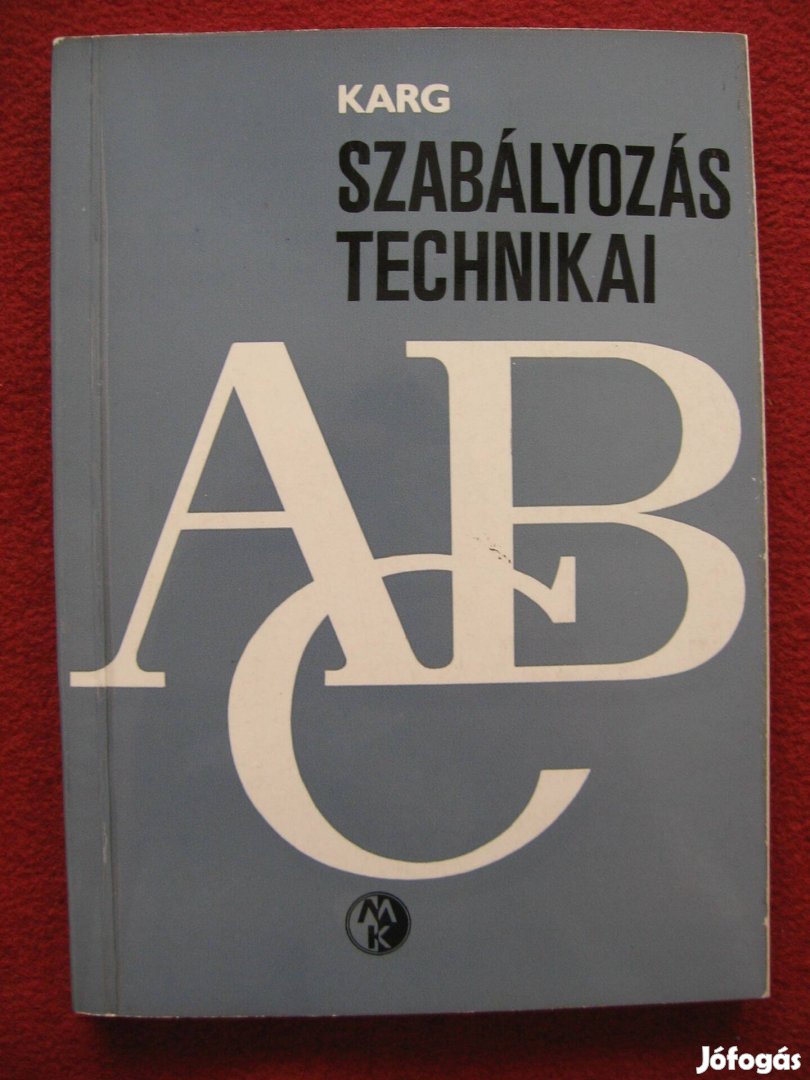 KARG
SZABÁLYOZÁS
TECHNIKAI
ABC
MK
Jófogás